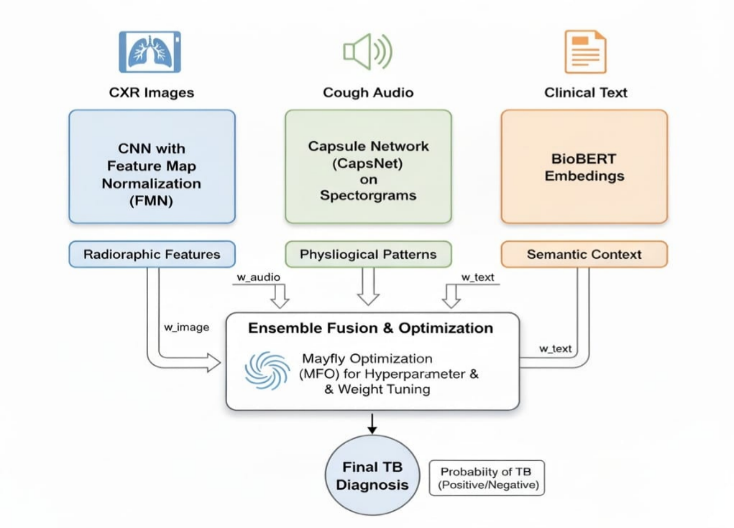 CXR Images
Cough Audio
Clinical Text
CNN with
Feature Map
Normalization
(FMN)
Capsule Network
(CapsNet)
on
Spectorgrams
BioBERT
Embedings
Radioraphic Features
Physliogical Patterns
Semantic Context
w_audio
w_text
w_image
Ensemble Fusion & Optimization
Mayfly Optimization
(MFO) for Hyperparameter &
& Weight Tuning
w_text
Final TB
Diagnosis
Probabiity of TB
(Positive/Negative)